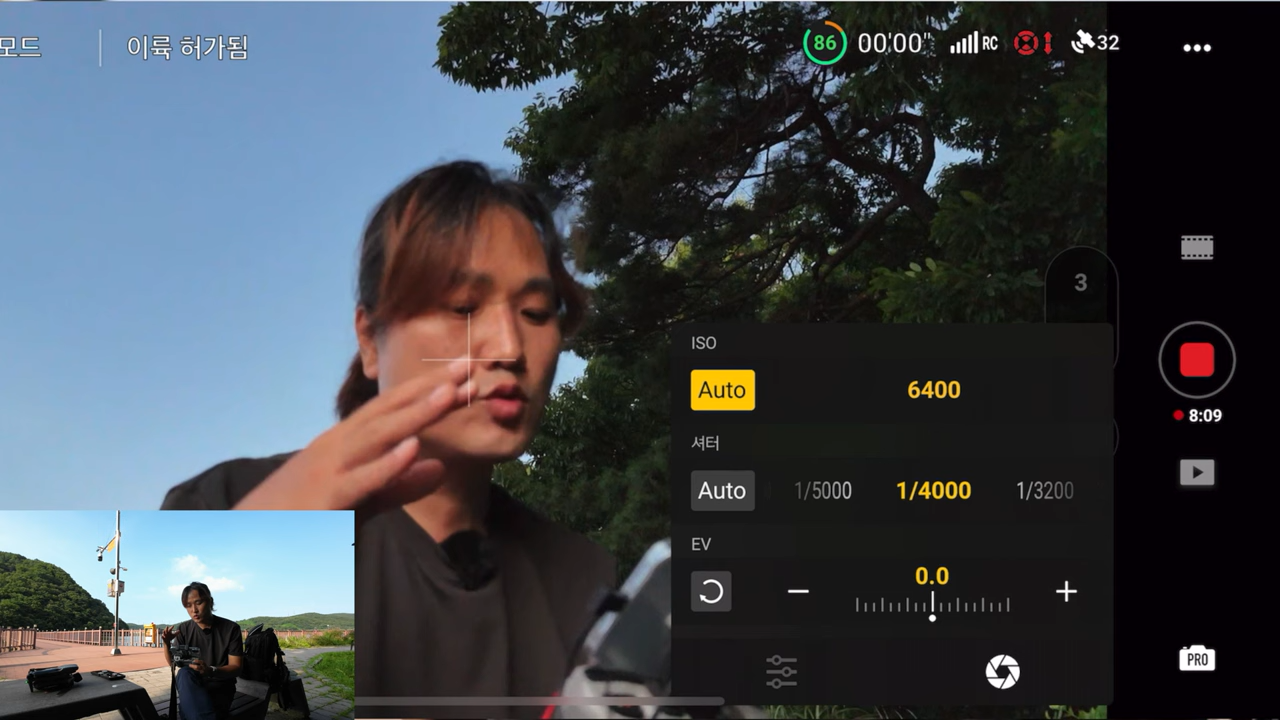 모드
이륙 허가됨
86
00'00"
RC
32
3
ISO
Auto
6400
8:09
셔터
Auto
1/5000
1/4000
1/3200
EV
0.0
PRO